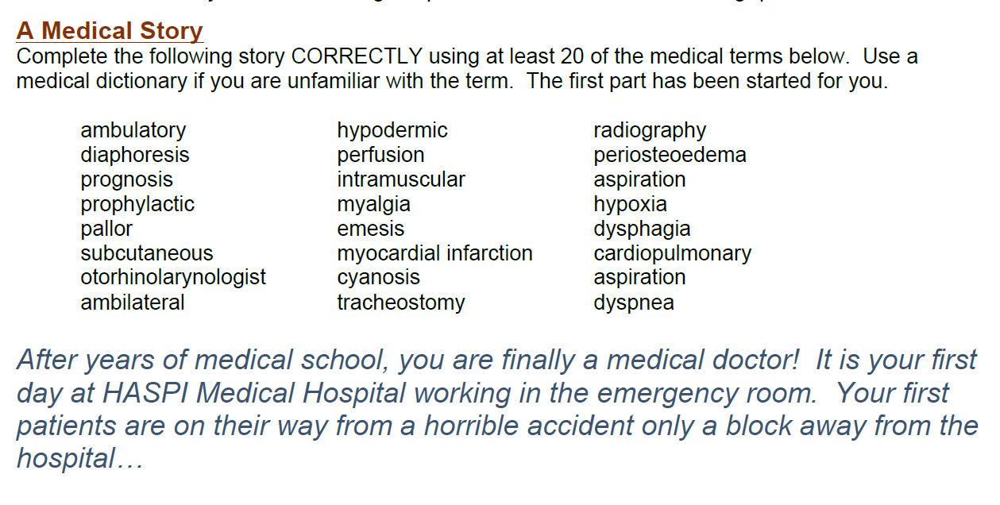 A Medical Story
Complete the following story CORRECTLY using at least 20 of the medical terms below.  Use a
medical dictionary if you are unfamiliar with the term.  The first part has been started for you.
ambulatory hypodermic radiography
diaphoresis perfusion periosteoedema
prognosis intramuscular aspiration
prophylactic myalgia hypoxia
pallor emesis dysphagia
subcutaneous myocardial infarction cardiopulmonary
otorhinolarynologist cyanosis aspiration
ambilateral tracheostomy dyspnea
After years of medical school, you are finally a medical doctor!  It is your first
day at HASPI Medical Hospital working in the emergency room.  Your first
patients are on their way from a horrible accident only a block away from the
hospital…